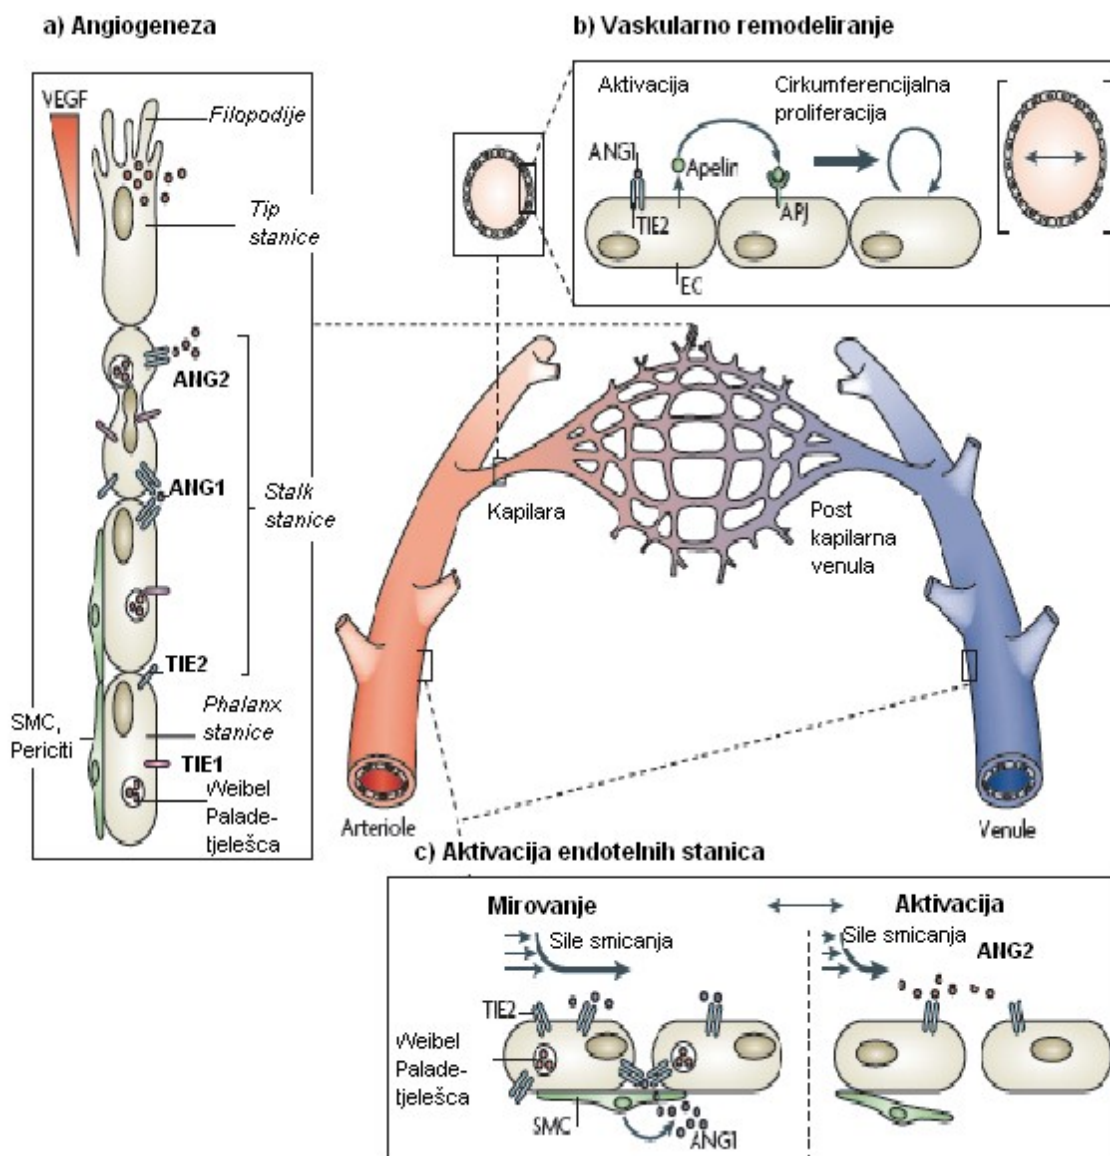 a) Angiogeneza
VEGF
Filopodije
Tip
stanice
ANG2
ANG1
Stalk
stanice
TIE2
Phalanx
stanice
SMC,
Periciti
TIE1
Weibel
Palade-
tjelešca
b) Vaskularno remodeliranje
Aktivacija
Cirkumferencijalna
proliferacija
ANG1
Apelin
TIE2
APJ
EC
Kapilara
Post
kapilarna
venula
Arteriole
Venule
c) Aktivacija endotelnih stanica
Mirovanje
Aktivacija
Sile smicanja
Sile smicanja
ANG2
TIE2
Weibel
Palade-
tjelešca
SMC
ANG1